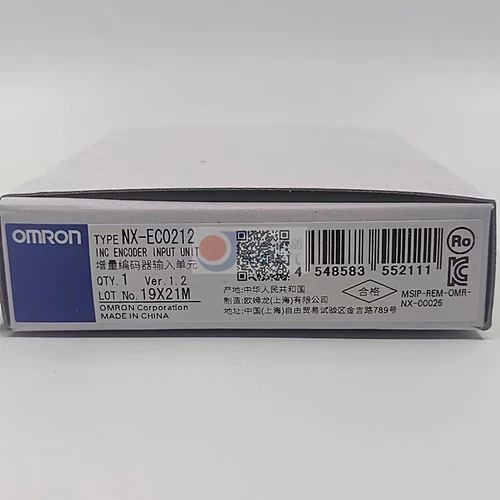 OMRON
TYPE NX-EC0212
INC ENCODER INPUT UNIT
增量编码器输入单元
QTY. 1 Ver.1.2
LOT No. 19X21M
OMRON Corporation
MADE IN CHINA
4 548583 552111
产地:中华人民共和国
制造:欧姆龙(上海)有限公司
地址:中国(上海)自由贸易试验区金吉路789号
合格
Ro
MSIP-REM-OMR-
NX-00025